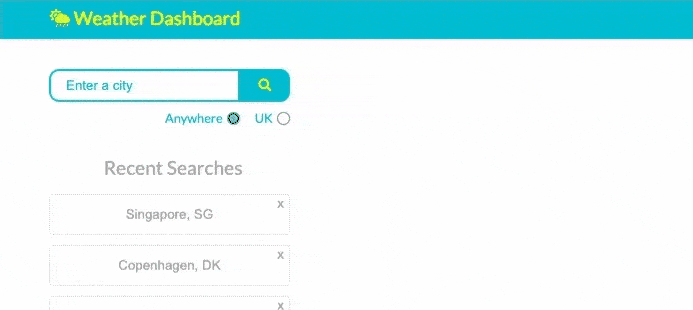 Weather Dashboard
Enter a city
Anywhere UK
Recent Searches
x
Singapore, SG
x
Copenhagen, DK
x